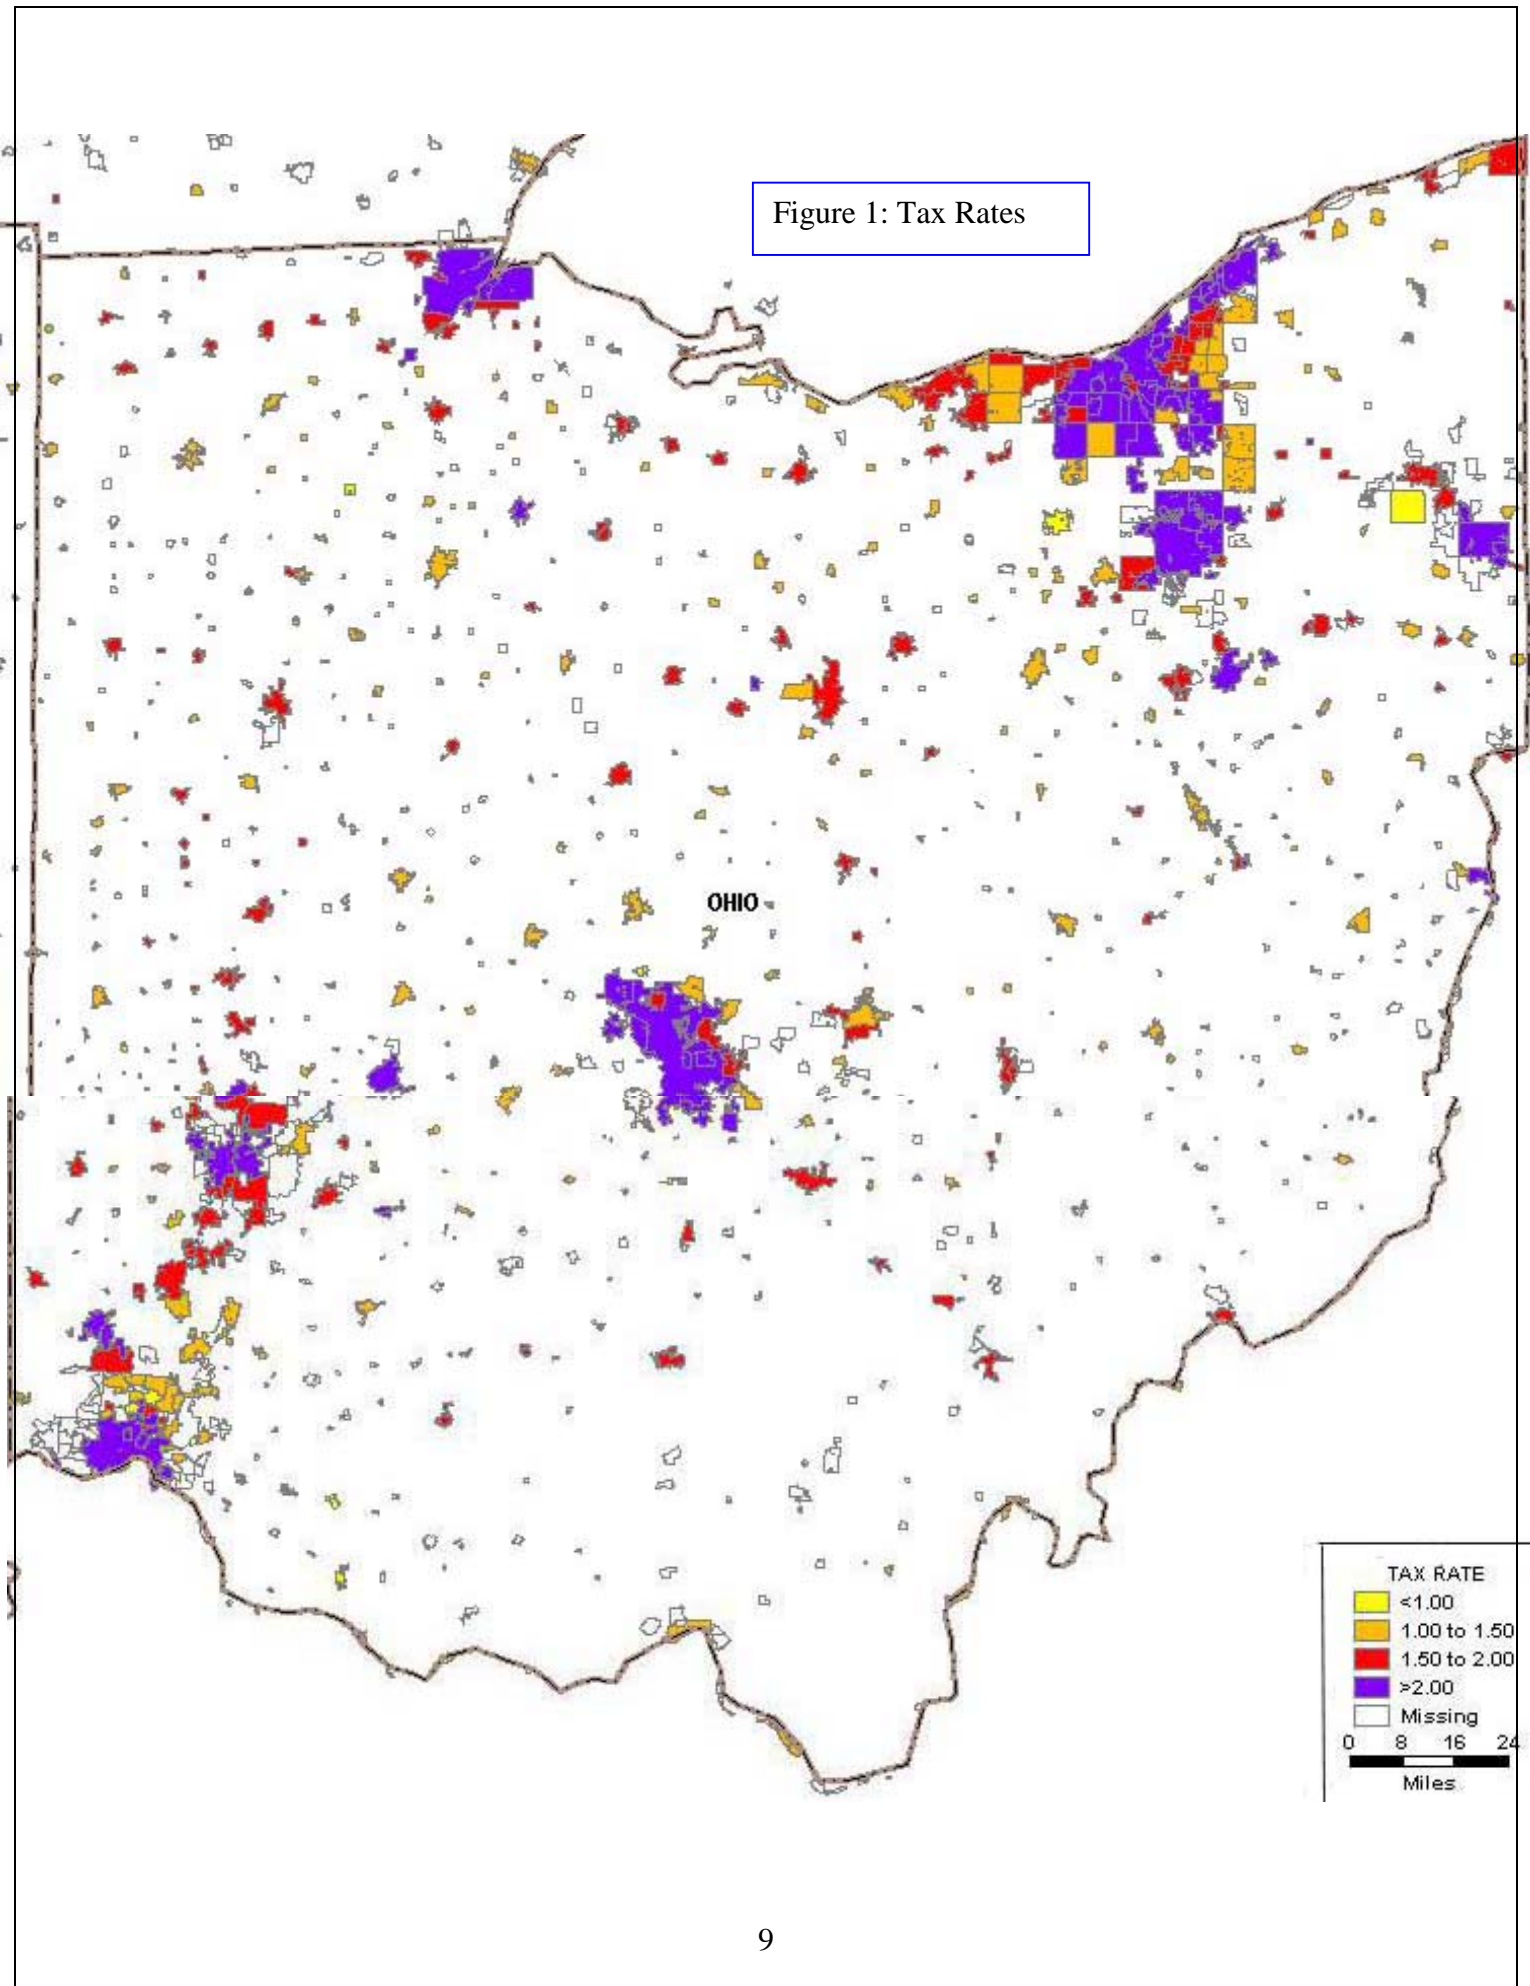 Figure 1: Tax Rates
OHIO
TAX RATE
<1.00
1.00 to 1.50
1.50 to 2.00
>2.00
Missing
0 8 16 24
Miles
9